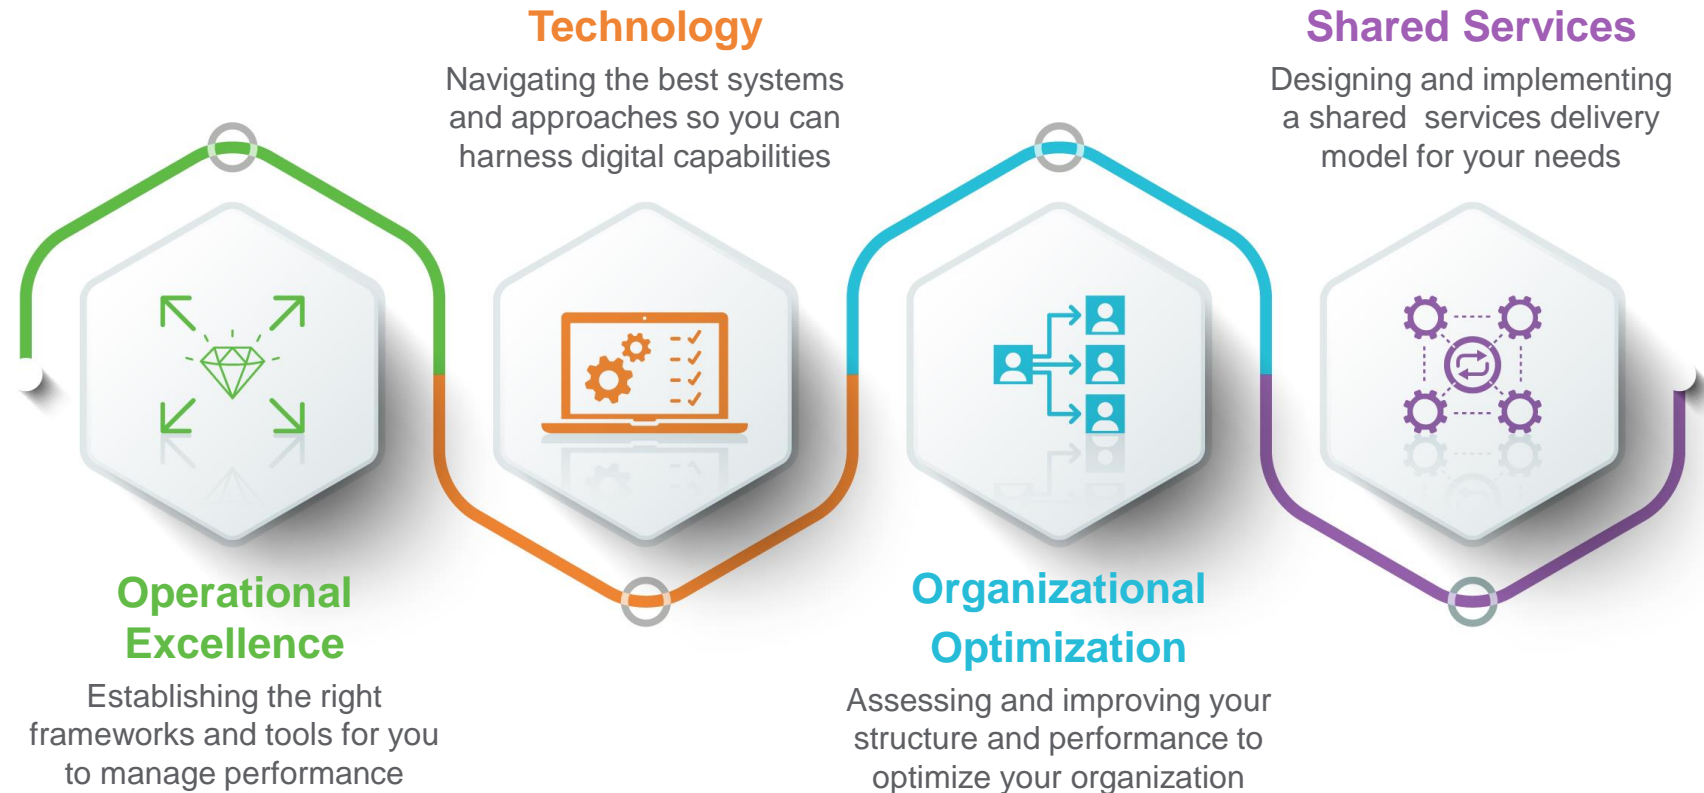 Technology
Navigating the best systems
and approaches so you can
harness digital capabilities
Shared Services
Designing and implementing
a shared  services delivery
model for your needs
Operational
Excellence
Establishing the right
frameworks and tools for you
to manage performance
Organizational
Optimization
Assessing and improving your
structure and performance to
optimize your organization